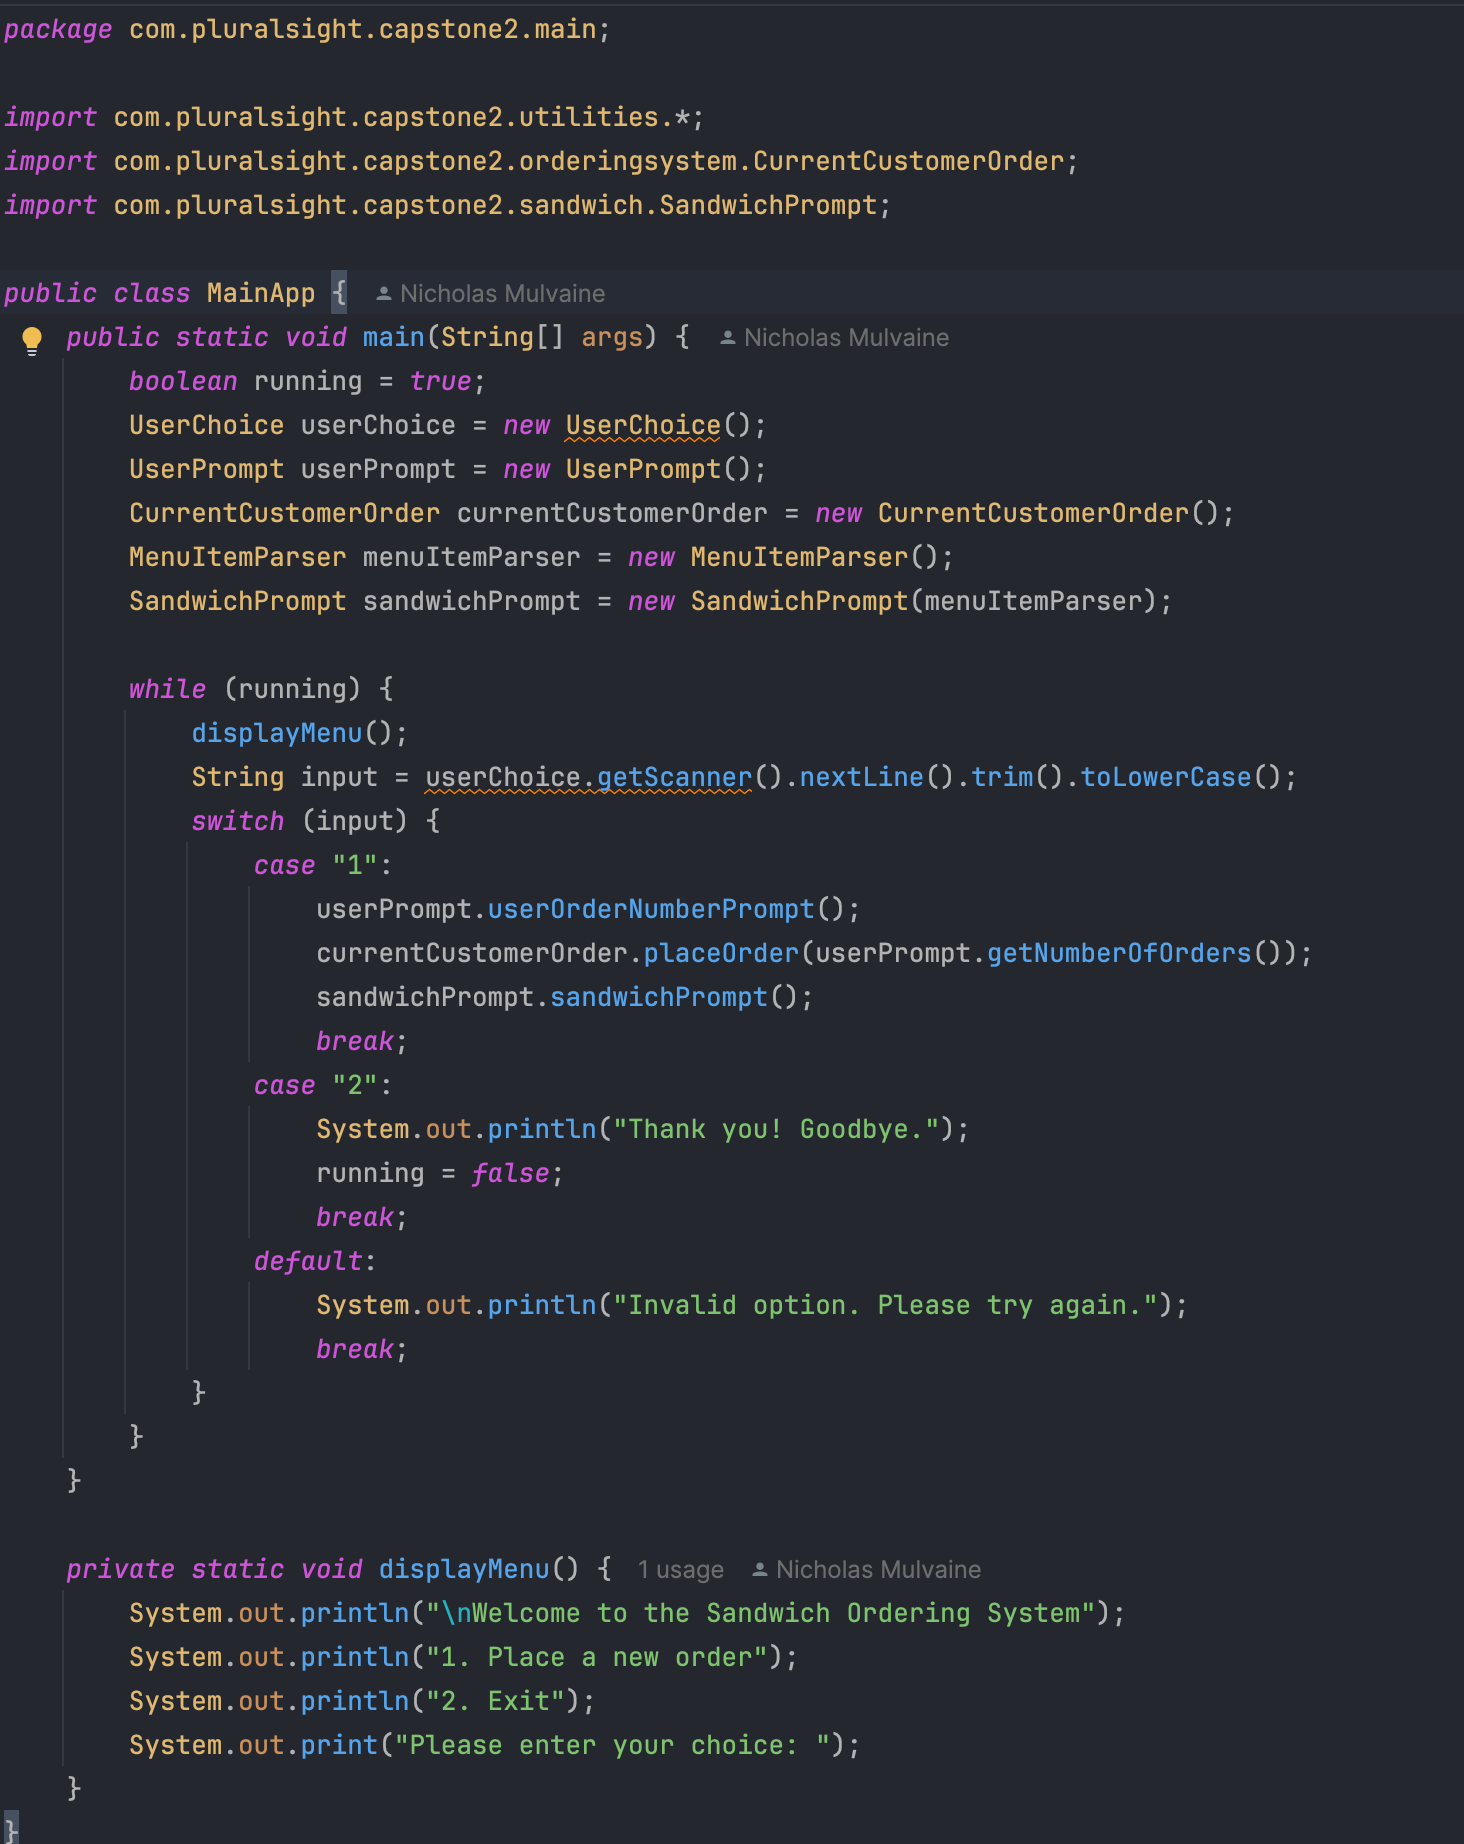 package com.pluralsight.capstone2.main;

import com.pluralsight.capstone2.utilities.*;
import com.pluralsight.capstone2.orderingsystem.CurrentCustomerOrder;
import com.pluralsight.capstone2.sandwich.SandwichPrompt;

public class MainApp { Nicholas Mulvaine
    public static void main(String[] args) { Nicholas Mulvaine
        boolean running = true;
        UserChoice userChoice = new UserChoice();
        UserPrompt userPrompt = new UserPrompt();
        CurrentCustomerOrder currentCustomerOrder = new CurrentCustomerOrder();
        MenuItemParser menuItemParser = new MenuItemParser();
        SandwichPrompt sandwichPrompt = new SandwichPrompt(menuItemParser);

        while (running) {
            displayMenu();
            String input = userChoice.getScanner().nextLine().trim().toLowerCase();
            switch (input) {
                case "1":
                    userPrompt.userOrderNumberPrompt();
                    currentCustomerOrder.placeOrder(userPrompt.getNumberOfOrders());
                    sandwichPrompt.sandwichPrompt();
                    break;
                case "2":
                    System.out.println("Thank you! Goodbye.");
                    running = false;
                    break;
                default:
                    System.out.println("Invalid option. Please try again.");
                    break;
            }
        }
    }

    private static void displayMenu() { 1 usage Nicholas Mulvaine
        System.out.println("\nWelcome to the Sandwich Ordering System");
        System.out.println("1. Place a new order");
        System.out.println("2. Exit");
        System.out.print("Please enter your choice: ");
    }
}